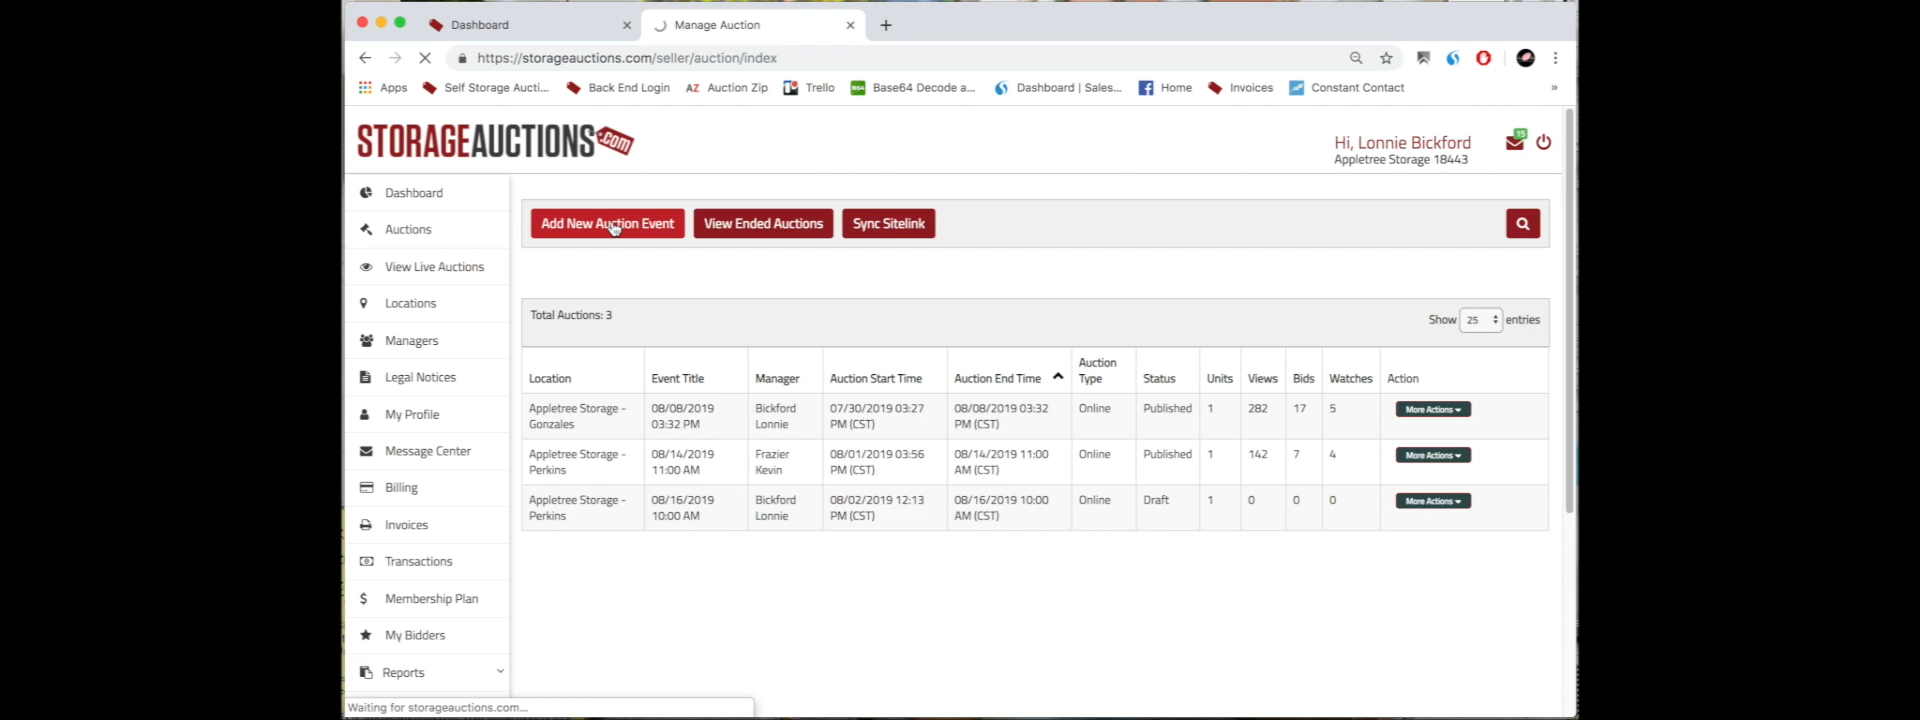 Dashboard
Manage Auction
https://storageauctions.com/seller/auction/index
Apps
Self Storage Aucti...
Back End Login
AZ Auction Zip
Trello
B64 Base64 Decode a...
Dashboard | Sales...
Home
Invoices
Constant Contact
»
STORAGEAUCTIONS.com
Hi, Lonnie Bickford
15
Appletree Storage 18443
Dashboard
Auctions
View Live Auctions
Locations
Managers
Legal Notices
My Profile
Message Center
Billing
Invoices
Transactions
Membership Plan
My Bidders
Reports
Add New Auction Event
View Ended Auctions
Sync Sitelink
Total Auctions: 3
Show 25 entries
Location
Event Title
Manager
Auction Start Time
Auction End Time
Auction
Type
Status
Units
Views
Bids
Watches
Action
Appletree Storage -
Gonzales
08/08/2019
03:32 PM
Bickford
Lonnie
07/30/2019 03:27
PM (CST)
08/08/2019 03:32
PM (CST)
Online
Published
1
282
17
5
More Actions
Appletree Storage -
Perkins
08/14/2019
11:00 AM
Frazier
Kevin
08/01/2019 03:56
PM (CST)
08/14/2019 11:00
AM (CST)
Online
Published
1
142
7
4
More Actions
Appletree Storage -
Perkins
08/16/2019
10:00 AM
Bickford
Lonnie
08/02/2019 12:13
PM (CST)
08/16/2019 10:00
AM (CST)
Online
Draft
1
0
0
0
More Actions
Waiting for storageauctions.com...